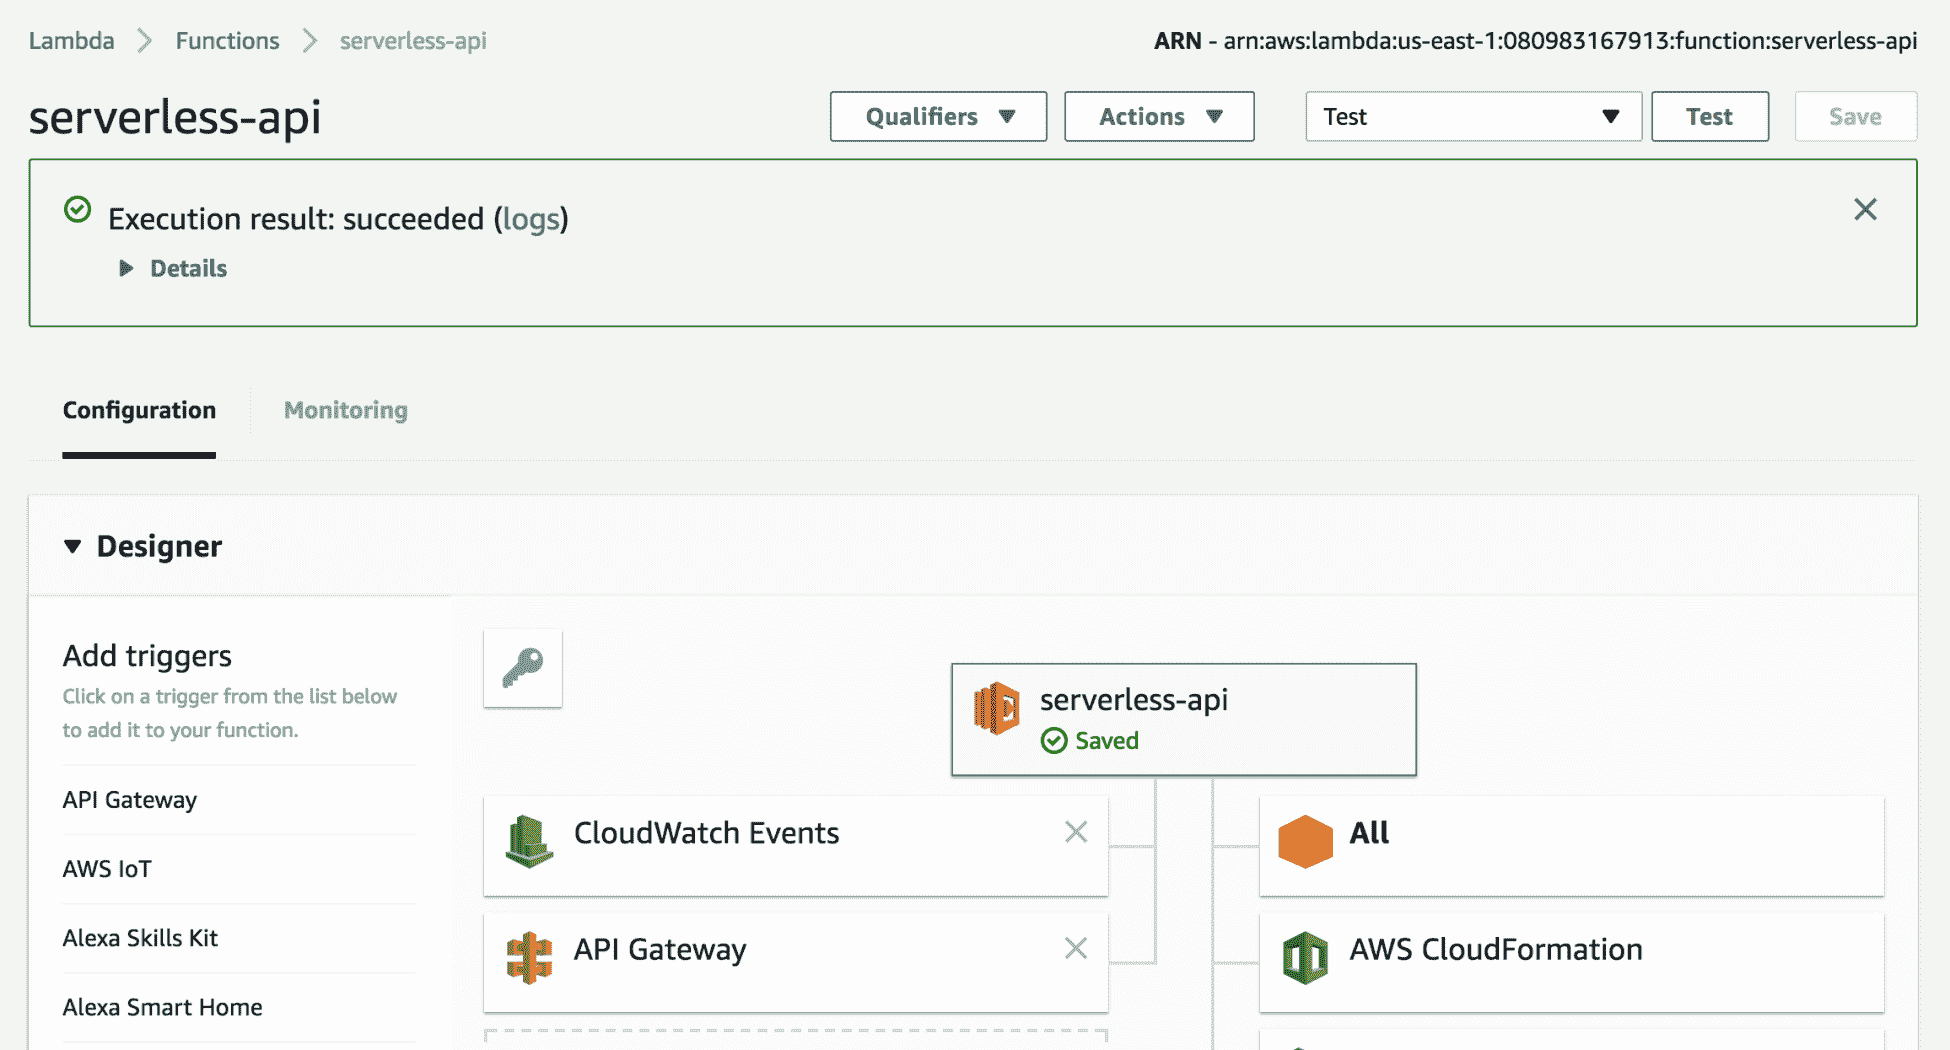 Lambda > Functions > serverless-api
ARN - arn:aws:lambda:us-east-1:080983167913:function:serverless-api
serverless-api
Qualifiers
Actions
Test
Test
Save
Execution result: succeeded (logs)
Details
Configuration
Monitoring
Designer
Add triggers
Click on a trigger from the list below
to add it to your function.
API Gateway
AWS IoT
Alexa Skills Kit
Alexa Smart Home
serverless-api
Saved
CloudWatch Events
API Gateway
All
AWS CloudFormation